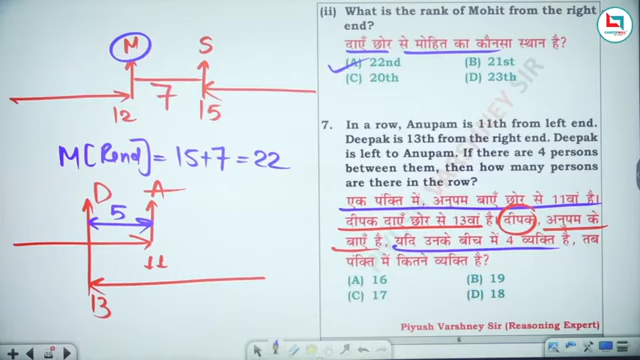 (ii) What is the rank of Mohit from the right
end?
दाएँ छोर से मोहित का कौनसा स्थान है?
(A) 22nd (B) 21st
(C) 20th (D) 23th
7. In a row, Anupam is 11th from left end.
Deepak is 13th from the right end. Deepak
is left to Anupam. If there are 4 persons
between them, then how many persons
are there in the row?
एक पंक्ति में, अनुपम बाएँ छोर से 11वां है।
दीपक दाएँ छोर से 13वां है। दीपक, अनुपम के
बाएँ है, यदि उनके बीच में 4 व्यक्ति है, तब
पंक्ति में कितने व्यक्ति है?
(A) 16 (B) 19
(C) 17 (D) 18
Piyush Varshney Sir (Reasoning Expert)
6
M S
7
12 15
M[Rend] = 15+7 = 22
D A
5
11
13